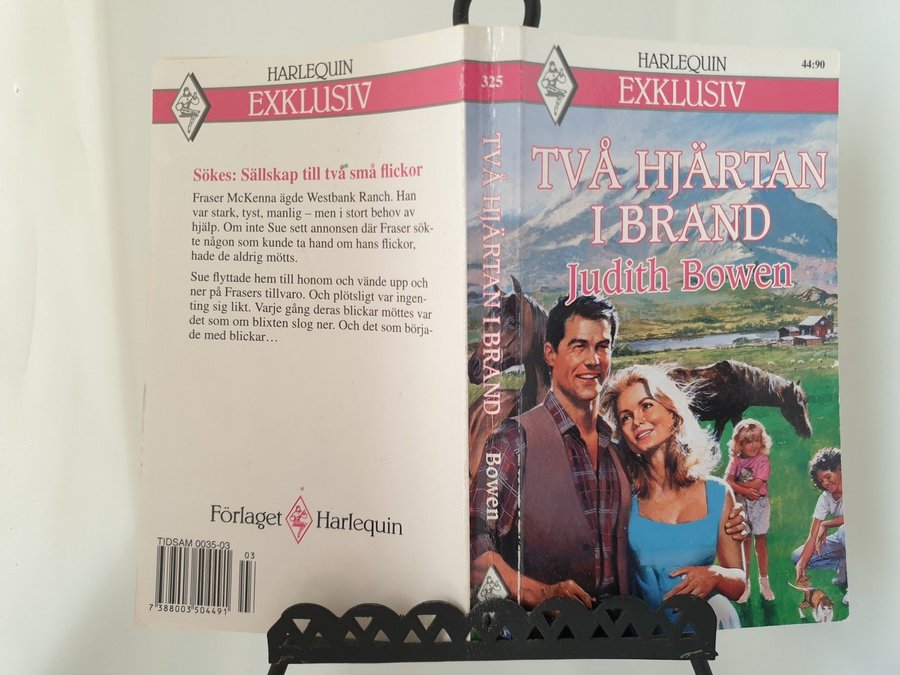 HARLEQUIN
EXKLUSIV
Sökes: Sällskap till två små flickor
Fraser McKenna ägde Westbank Ranch. Han
var stark, tyst, manlig – men i stort behov av
hjälp. Om inte Sue sett annonsen där Fraser sök-
te någon som kunde ta hand om hans flickor,
hade de aldrig mötts.
Sue flyttade hem till honom och vände upp och
ner på Frasers tillvaro. Och plötsligt var ingen-
ting sig likt. Varje gång deras blickar möttes var
det som om blixten slog ner. Och det som börja-
de med blickar…
Förlaget Harlequin
TIDSAM 0035-03
03
7 388003 504491
325
TVÅ HJÄRTAN I BRAND
Bowen
HARLEQUIN
44:90
EXKLUSIV
TVÅ HJÄRTAN
I BRAND
Judith Bowen